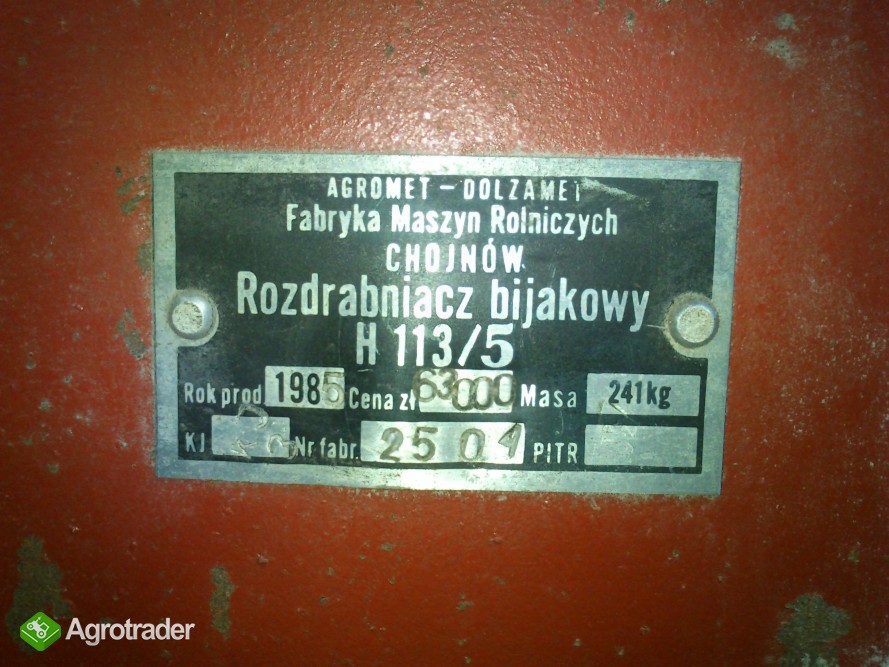 AGROMET - DOLZAMET
Fabryka Maszyn Rolniczych
CHOJNÓW
Rozdrabniacz bijakowy
H 113/5
Rok prod 1985 Cena zł 63000 Masa 241kg
KJ Nr fabr. 2504 PITR
Agrotrader